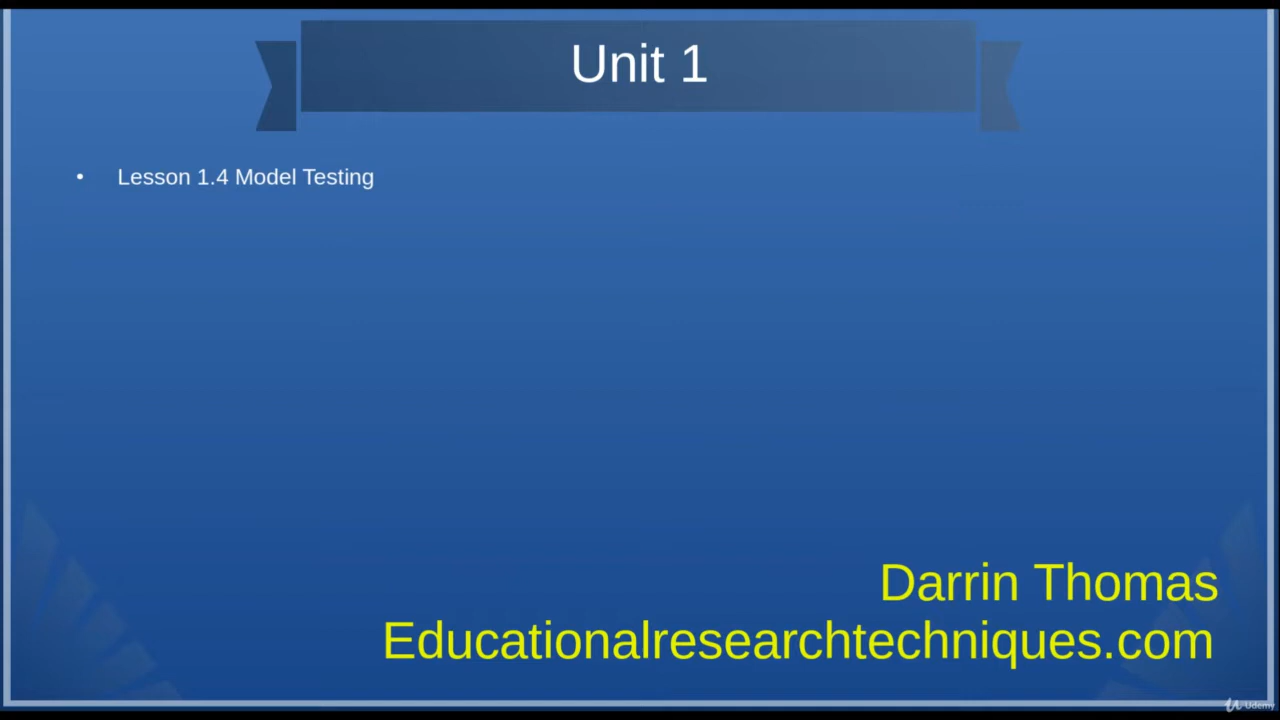 Unit 1
• Lesson 1.4 Model Testing
Darrin Thomas
Educationalresearchtechniques.com
Udemy